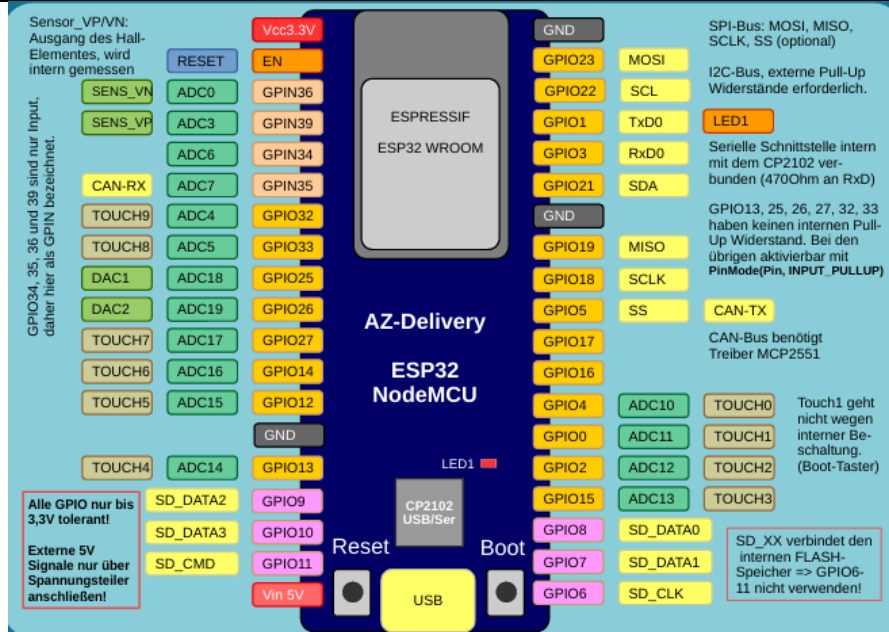 Sensor_VP/VN:
Ausgang des Hall-
Elementes, wird
intern gemessen
GPIO34, 35, 36 und 39 sind nur Input,
daher hier als GPIN bezeichnet.
Vcc3.3V
RESET EN
SENS_VN ADC0 GPIN36
SENS_VP ADC3 GPIN39
ADC6 GPIN34
CAN-RX ADC7 GPIN35
TOUCH9 ADC4 GPIO32
TOUCH8 ADC5 GPIO33
DAC1 ADC18 GPIO25
DAC2 ADC19 GPIO26
TOUCH7 ADC17 GPIO27
TOUCH6 ADC16 GPIO14
TOUCH5 ADC15 GPIO12
GND
TOUCH4 ADC14 GPIO13
SD_DATA2 GPIO9
SD_DATA3 GPIO10
SD_CMD GPIO11
Vin 5V
Alle GPIO nur bis
3,3V tolerant!
Externe 5V
Signale nur über
Spannungsteiler
anschließen!
ESPRESSIF
ESP32 WROOM
AZ-Delivery
ESP32
NodeMCU
LED1
CP2102
USB/Ser
Reset
Boot
USB
GND
GPIO23 MOSI
GPIO22 SCL
GPIO1 TxD0 LED1
GPIO3 RxD0
GPIO21 SDA
GND
GPIO19 MISO
GPIO18 SCLK
GPIO5 SS CAN-TX
GPIO17
GPIO16
GPIO4 ADC10 TOUCH0
GPIO0 ADC11 TOUCH1
GPIO2 ADC12 TOUCH2
GPIO15 ADC13 TOUCH3
GPIO8 SD_DATA0
GPIO7 SD_DATA1
GPIO6 SD_CLK
SPI-Bus: MOSI, MISO,
SCLK, SS (optional)
I2C-Bus, externe Pull-Up
Widerstände erforderlich.
Serielle Schnittstelle intern
mit dem CP2102 ver-
bunden (470Ohm an RxD)
GPIO13, 25, 26, 27, 32, 33
haben keinen internen Pull-
Up Widerstand. Bei den
übrigen aktivierbar mit
PinMode(Pin, INPUT_PULLUP)
CAN-Bus benötigt
Treiber MCP2551
Touch1 geht
nicht wegen
interner Be-
schaltung.
(Boot-Taster)
SD_XX verbindet den
internen FLASH-
Speicher => GPIO6-
11 nicht verwenden!